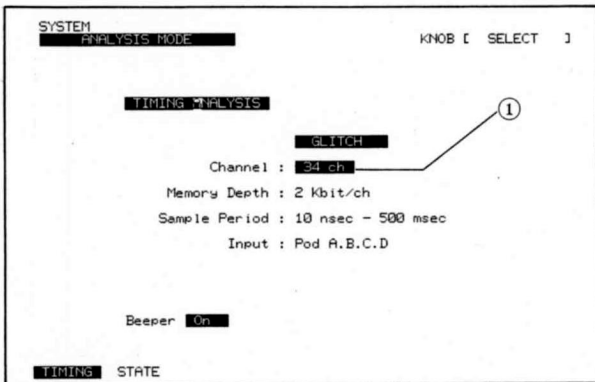 SYSTEM
ANALYSIS MODE KNOB [ SELECT ]
TIMING ANALYSIS
①
GLITCH
Channel : 34 ch
Memory Depth : 2 Kbit/ch
Sample Period : 10 nsec - 500 msec
Input : Pod A.B.C.D
Beeper On
TIMING STATE